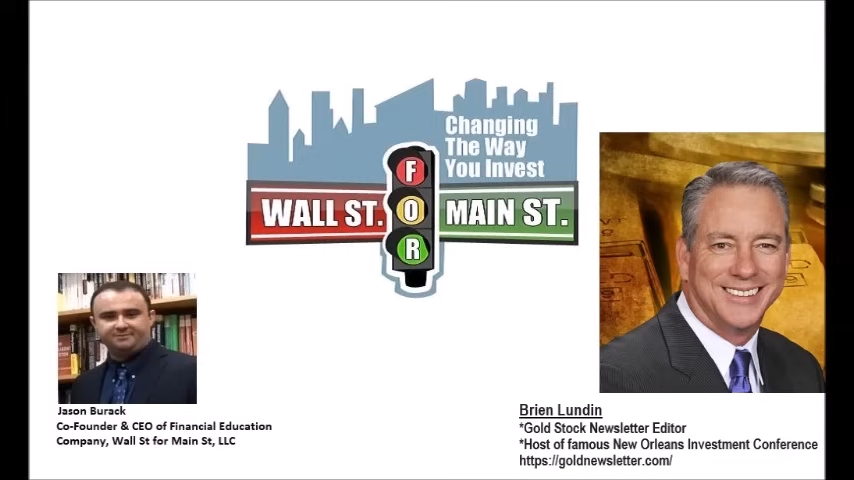 Changing
The Way
You Invest
WALL ST. FOR MAIN ST.
Jason Burack
Co-Founder & CEO of Financial Education
Company, Wall St for Main St, LLC
Brien Lundin
*Gold Stock Newsletter Editor
*Host of famous New Orleans Investment Conference
https://goldnewsletter.com/